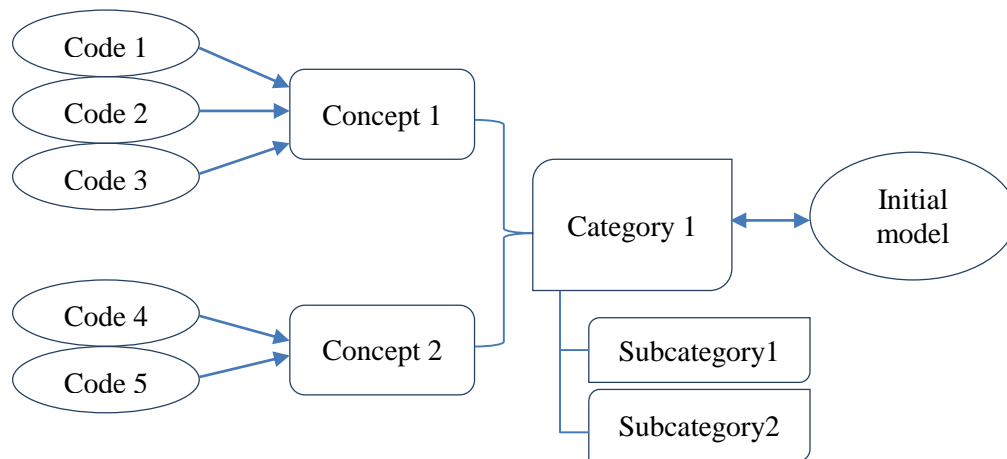 Code 1
Code 2
Code 3
Concept 1
Category 1
Initial
model
Code 4
Code 5
Concept 2
Subcategory1
Subcategory2